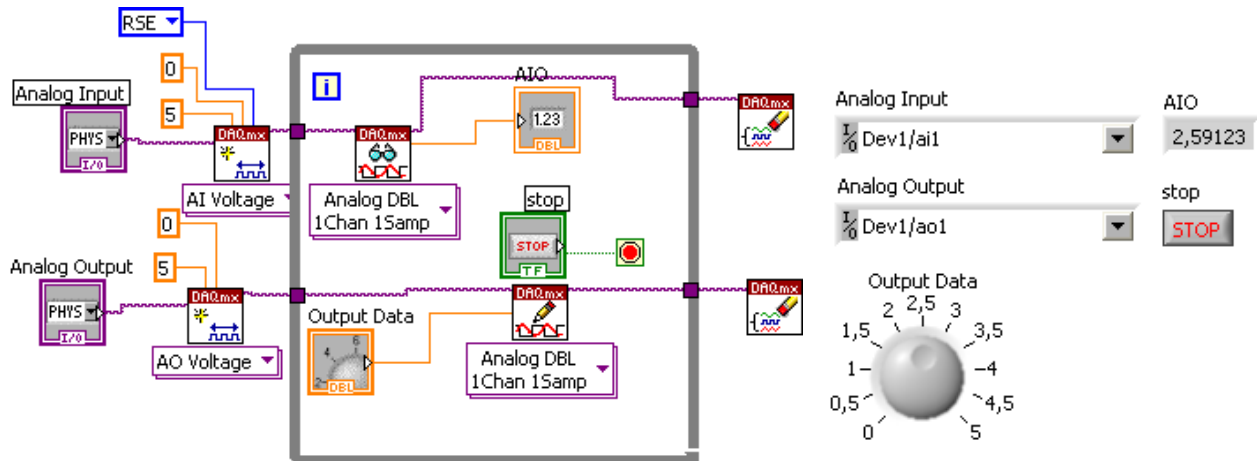 RSE
0
5
Analog Input
PHYS
I/O
DAQmx
AI Voltage
i
DAQmx
Analog DBL
1Chan 1Samp
AIO
1.23
DBL
DAQmx
stop
STOP
TF
0
5
Analog Output
PHYS
I/O
DAQmx
AO Voltage
Output Data
2
4
6
DBL
DAQmx
Analog DBL
1Chan 1Samp
DAQmx
Analog Input
I/O Dev1/ai1
AIO
2,59123
Analog Output
I/O Dev1/ao1
stop
STOP
Output Data
0
0,5
1
1,5
2
2,5
3
3,5
4
4,5
5